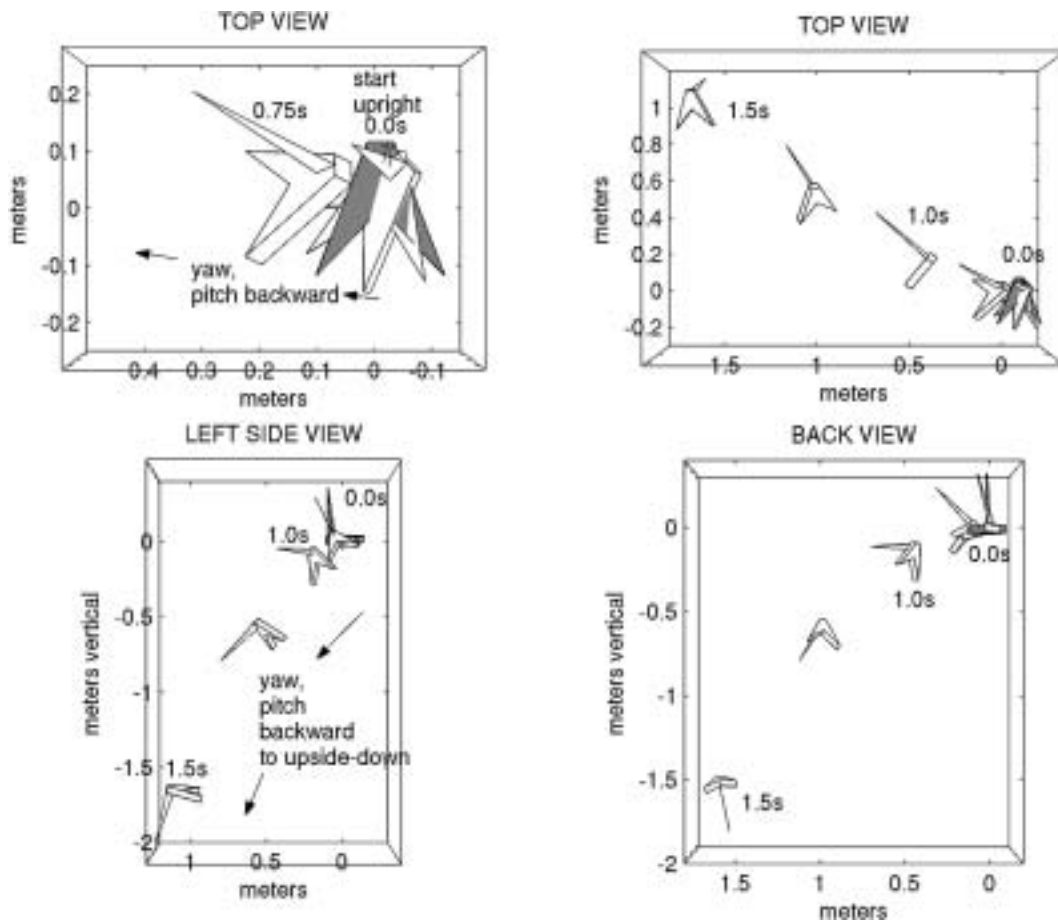 TOP VIEW
0.2
0.1
0
-0.1
-0.2
meters
0.75s
start
upright
0.0s
yaw,
pitch backward
0.4 0.3 0.2 0.1 0 -0.1
meters
TOP VIEW
1
0.8
0.6
0.4
0.2
0
-0.2
meters
1.5s
1.0s
0.0s
1.5 1 0.5 0
meters
LEFT SIDE VIEW
0
-0.5
-1
-1.5
-2
meters vertical
0.0s
1.0s
yaw,
pitch
backward
to upside-down
1.5s
1 0.5 0
meters
BACK VIEW
0
-0.5
-1
-1.5
-2
meters vertical
0.0s
1.0s
1.5s
1.5 1 0.5 0
meters